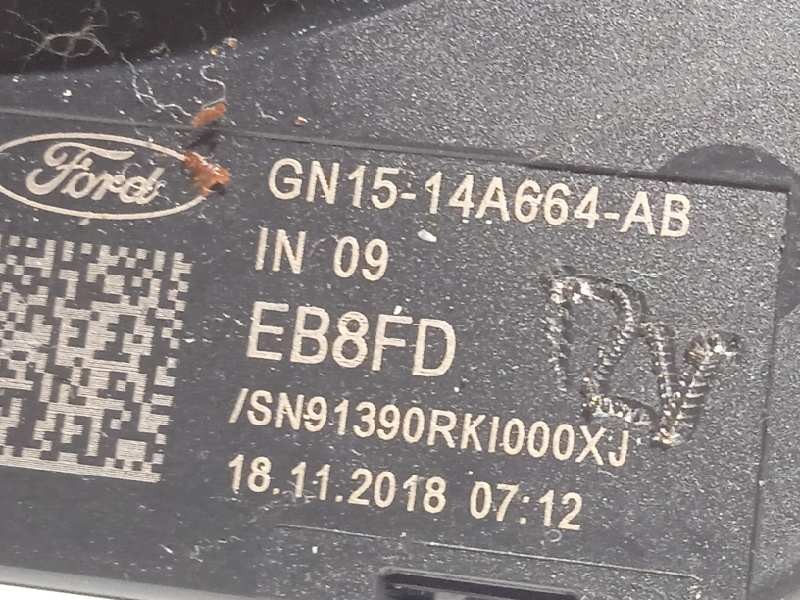 Ford
GN15-14A664-AB
IN 09
EB8FD
/SN91390RKI000XJ
18.11.2018 07:12